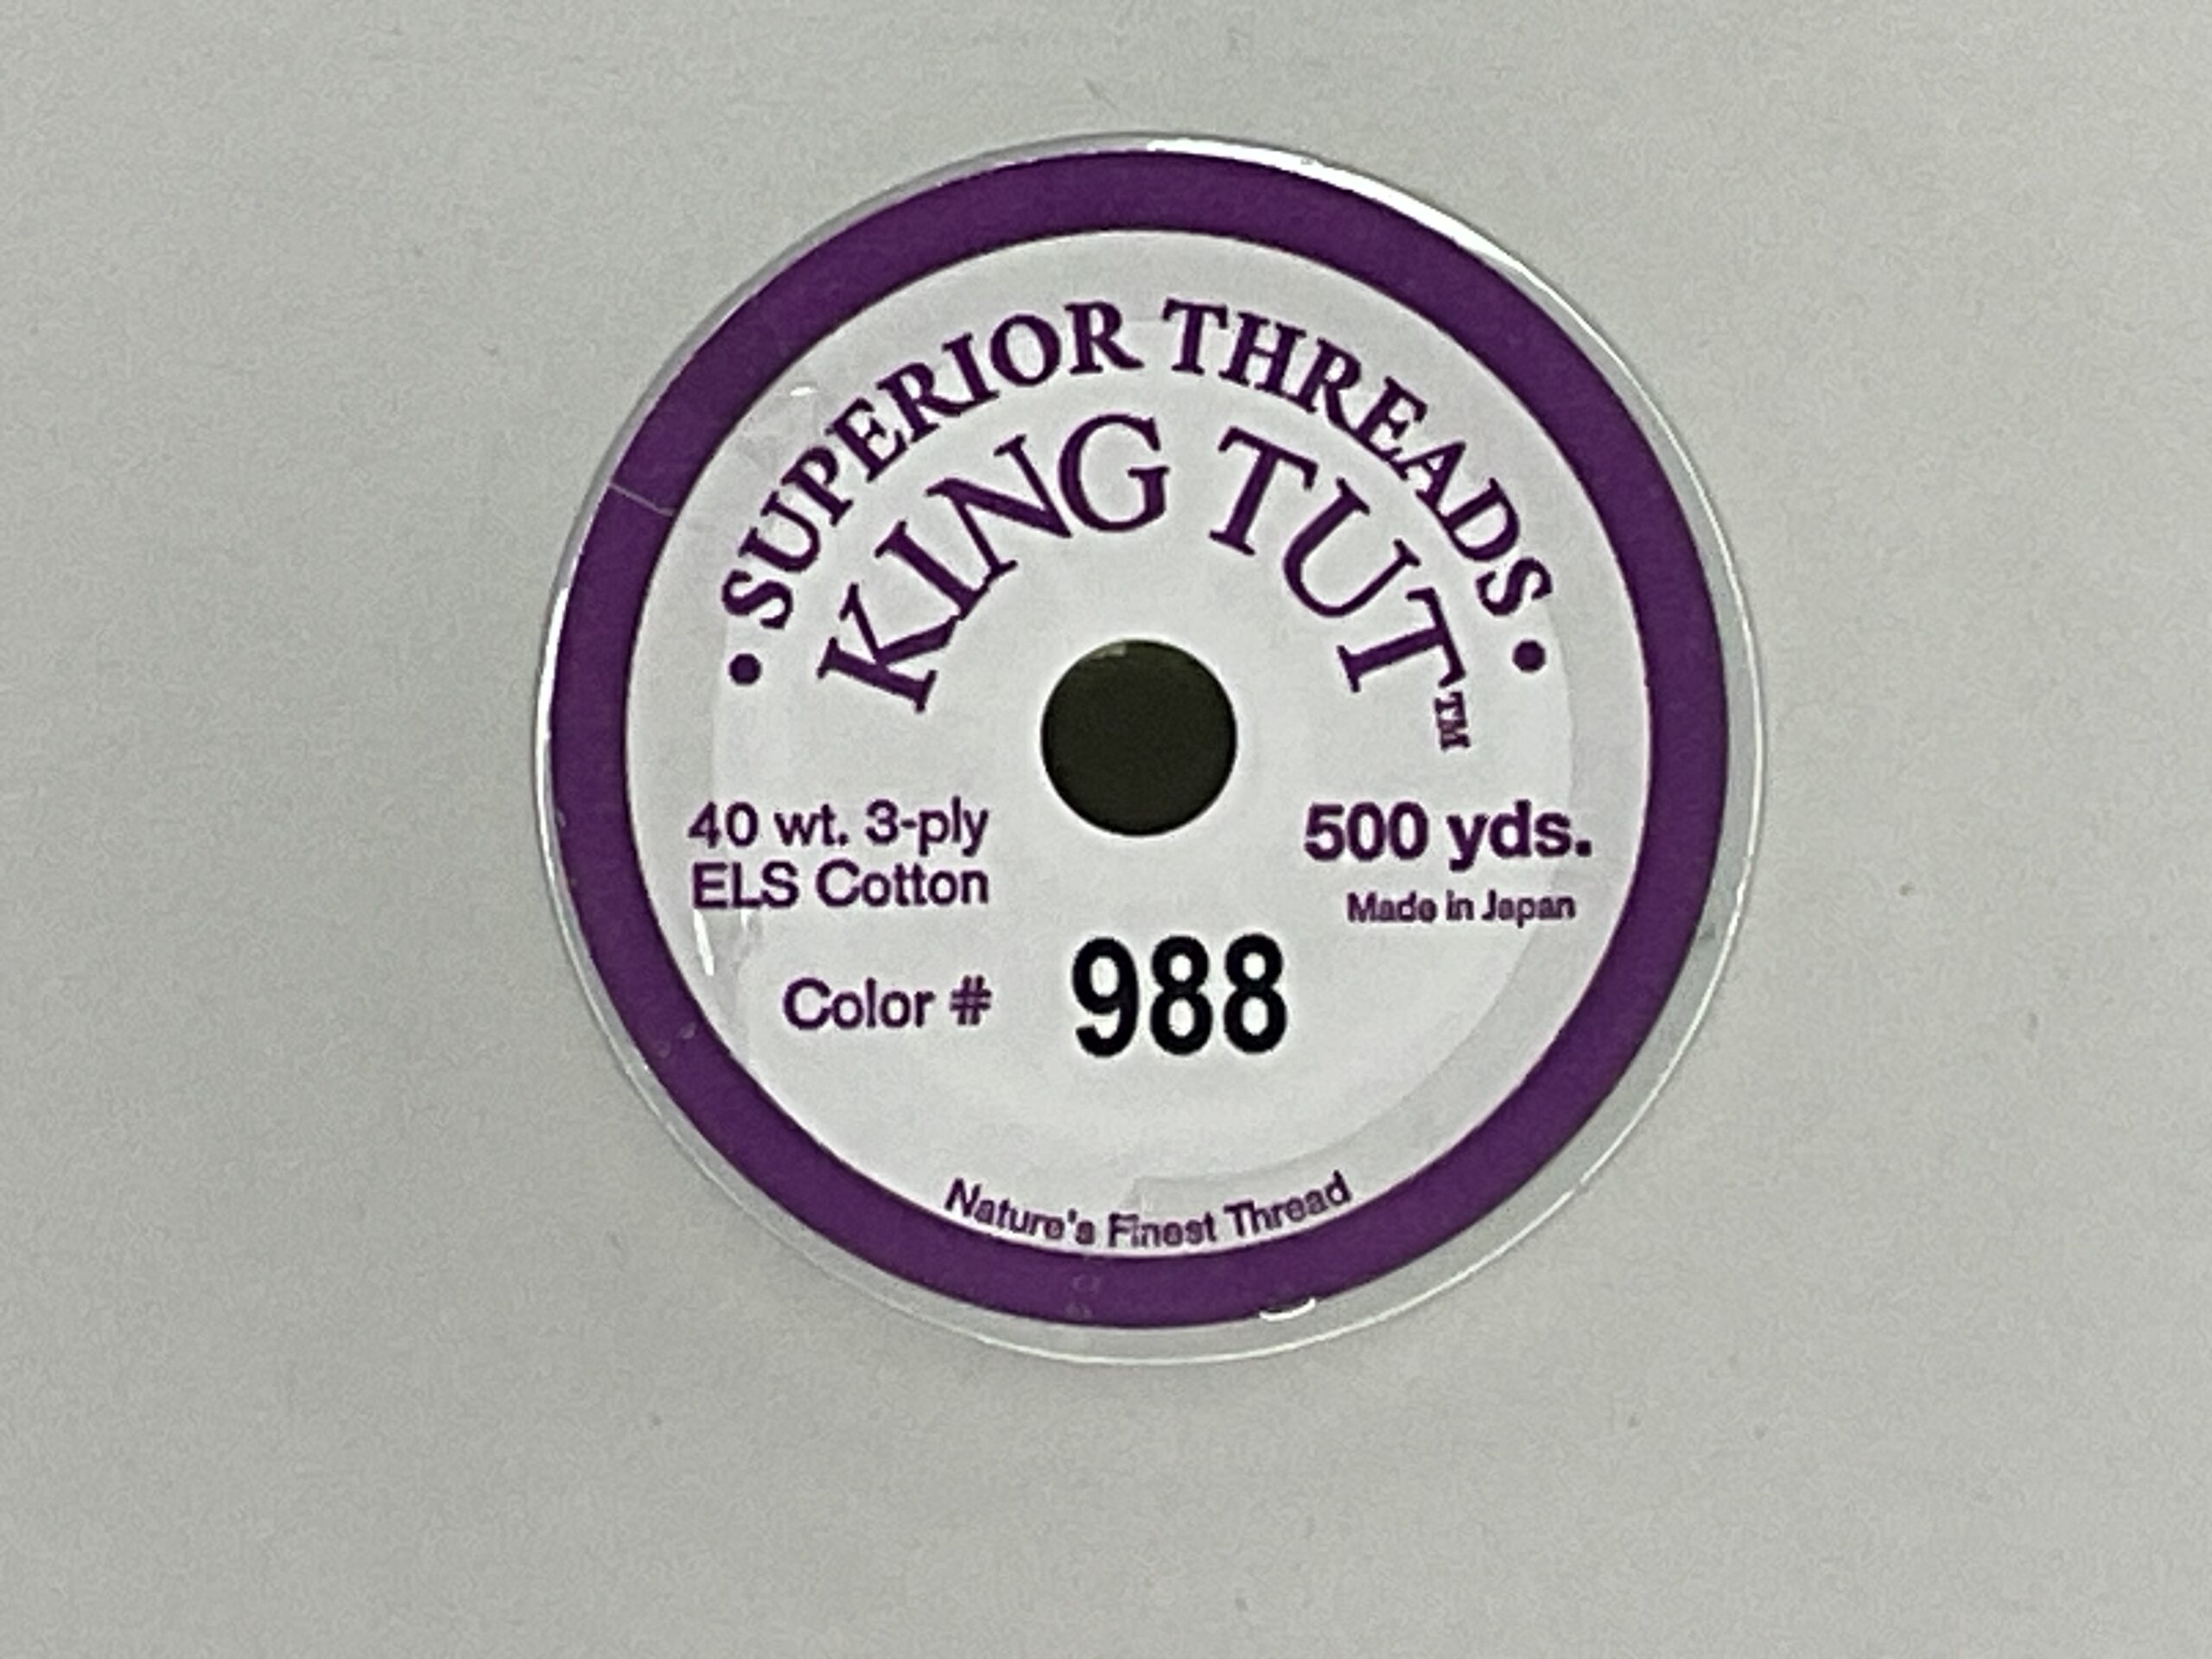 • SUPERIOR THREADS •
KING TUT™
40 wt. 3-ply
ELS Cotton
500 yds.
Made in Japan
Color # 988
Nature's Finest Thread